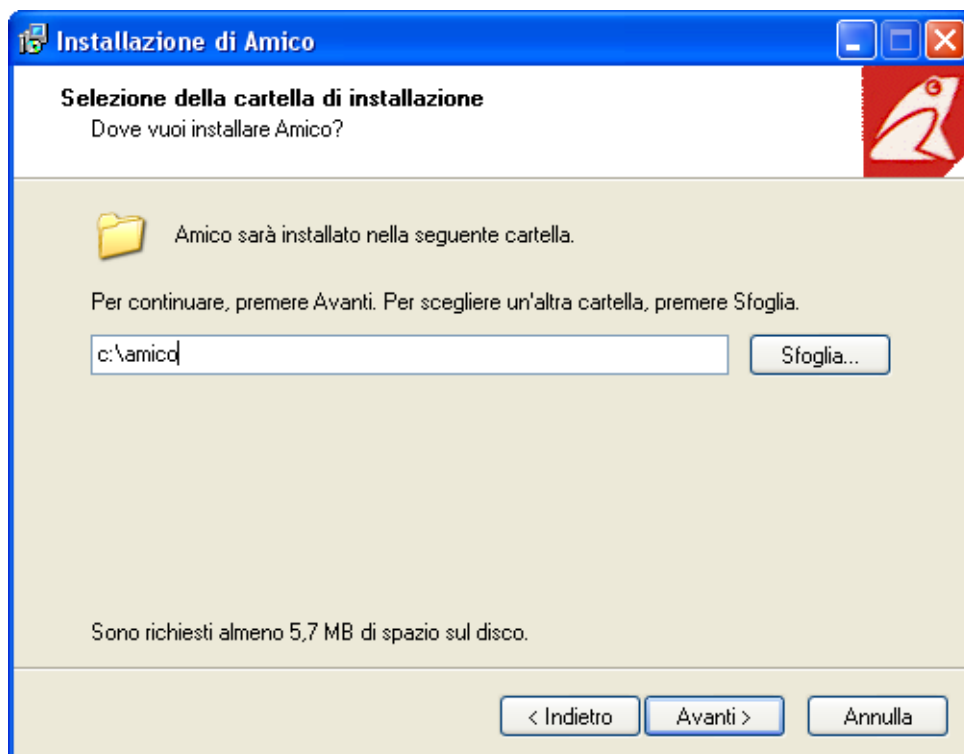 Installazione di Amico
Selezione della cartella di installazione
Dove vuoi installare Amico?
Amico sarà installato nella seguente cartella.
Per continuare, premere Avanti. Per scegliere un'altra cartella, premere Sfoglia.
c:\amico
Sfoglia...
Sono richiesti almeno 5,7 MB di spazio sul disco.
< Indietro
Avanti >
Annulla